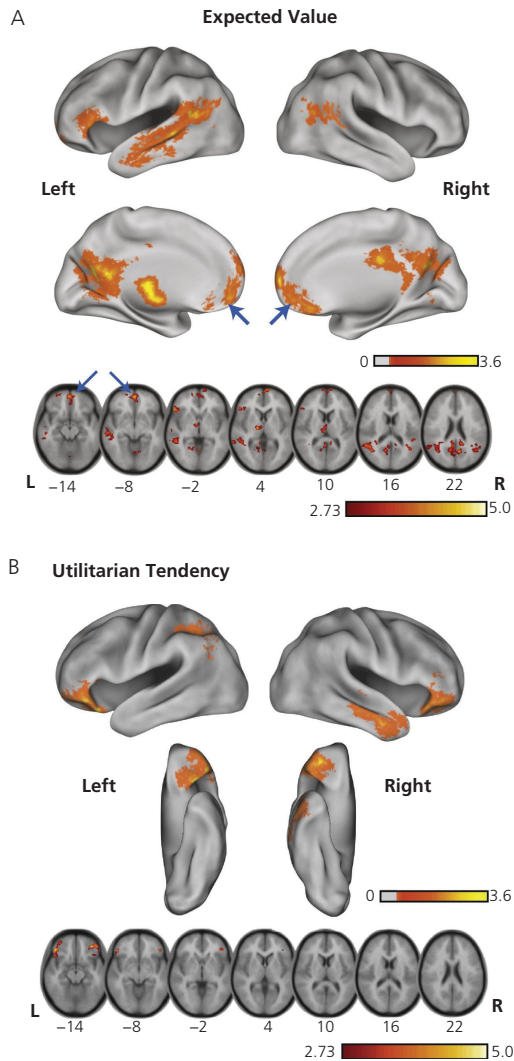 A
Expected Value
Left
Right
0 3.6
L R
−14 −8 −2 4 10 16 22
2.73 5.0
B
Utilitarian Tendency
Left
Right
0 3.6
L R
−14 −8 −2 4 10 16 22
2.73 5.0